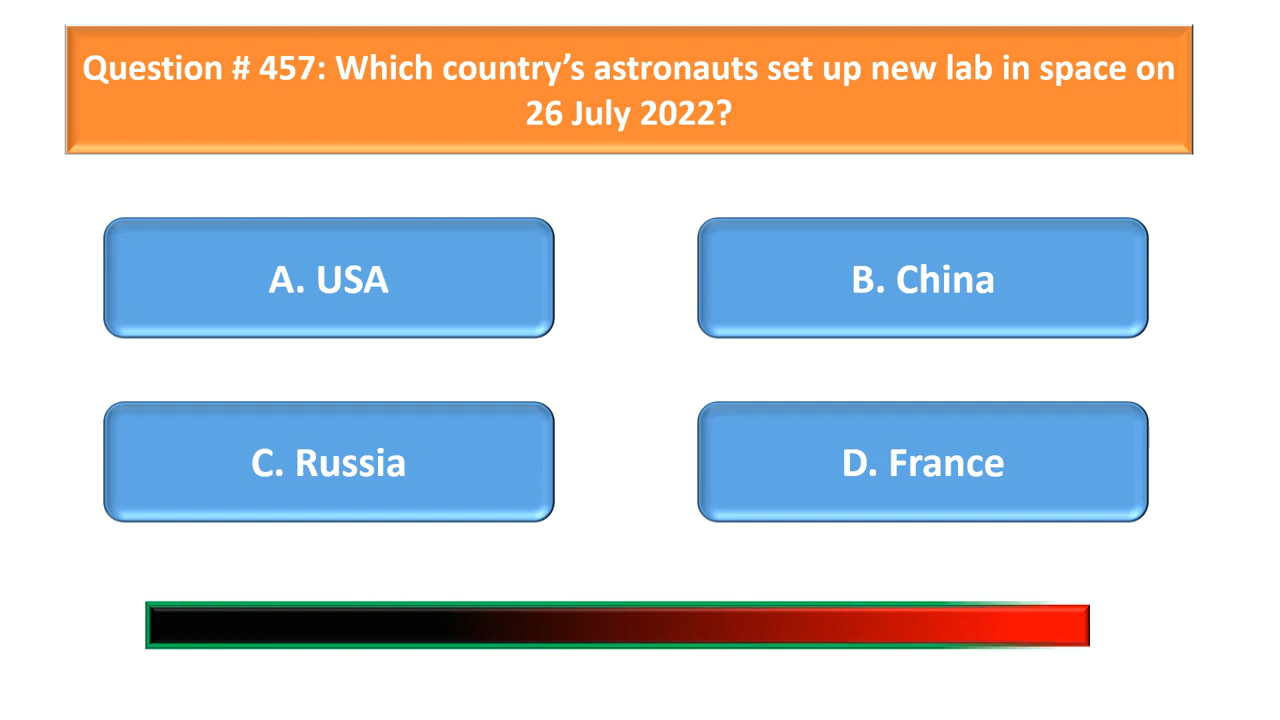 Question # 457: Which country’s astronauts set up new lab in space on
26 July 2022?
A. USA
B. China
C. Russia
D. France